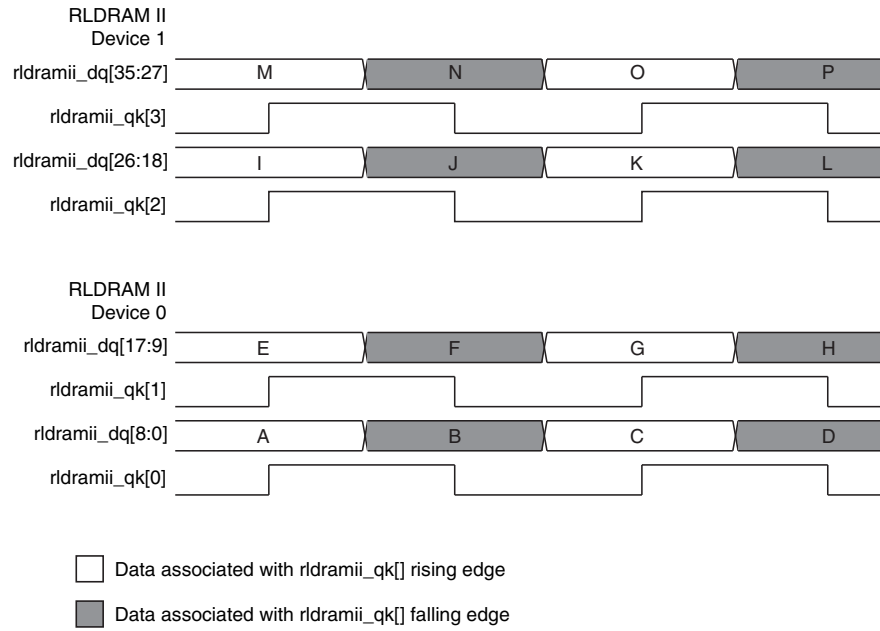 RLDRAM II
Device 1
rldramii_dq[35:27] M N O P
rldramii_qk[3]
rldramii_dq[26:18] I J K L
rldramii_qk[2]
RLDRAM II
Device 0
rldramii_dq[17:9] E F G H
rldramii_qk[1]
rldramii_dq[8:0] A B C D
rldramii_qk[0]
Data associated with rldramii_qk[] rising edge
Data associated with rldramii_qk[] falling edge